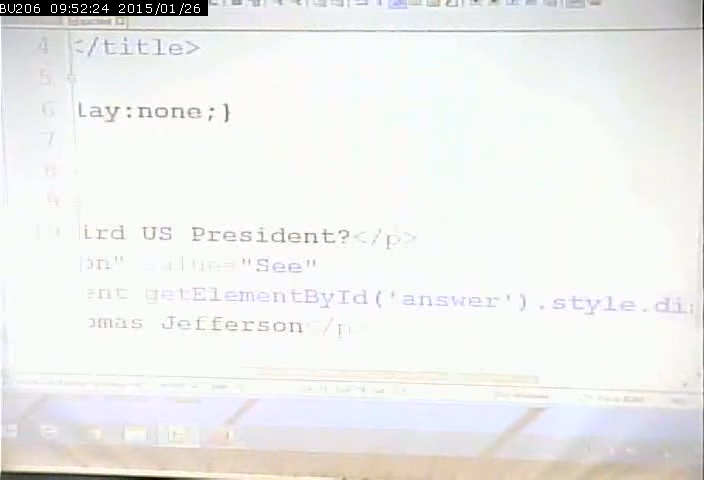 BU206 09:52:24 2015/01/26
4 </title>
5
6 lay:none;}
7
8
9
ird US President?</p>
on" value="See"
ent getElementById('answer').style.di
omas Jefferson</p>